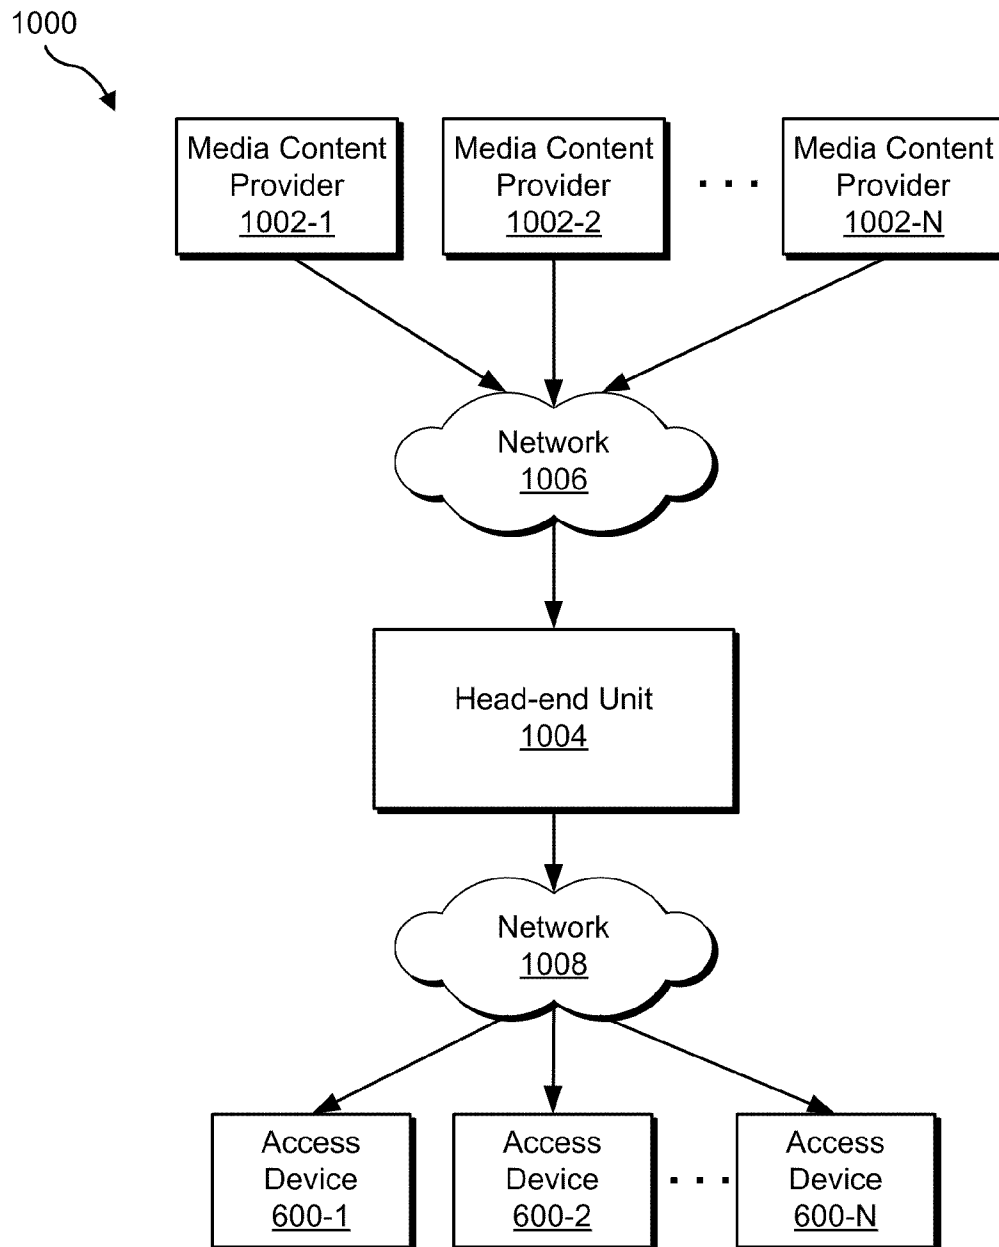 1000
Media Content
Provider
1002-1
Media Content
Provider
1002-2
. . .
Media Content
Provider
1002-N
Network
1006
Head-end Unit
1004
Network
1008
Access
Device
600-1
Access
Device
600-2
. . .
Access
Device
600-N